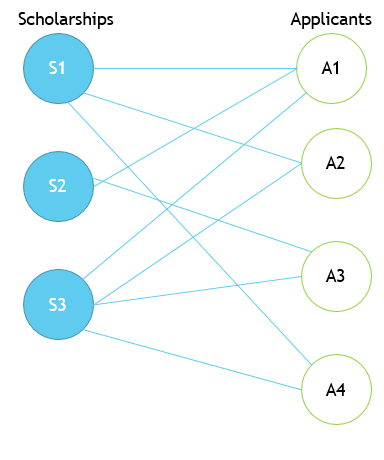 Scholarships Applicants
S1 A1
A2
S2
A3
S3
A4